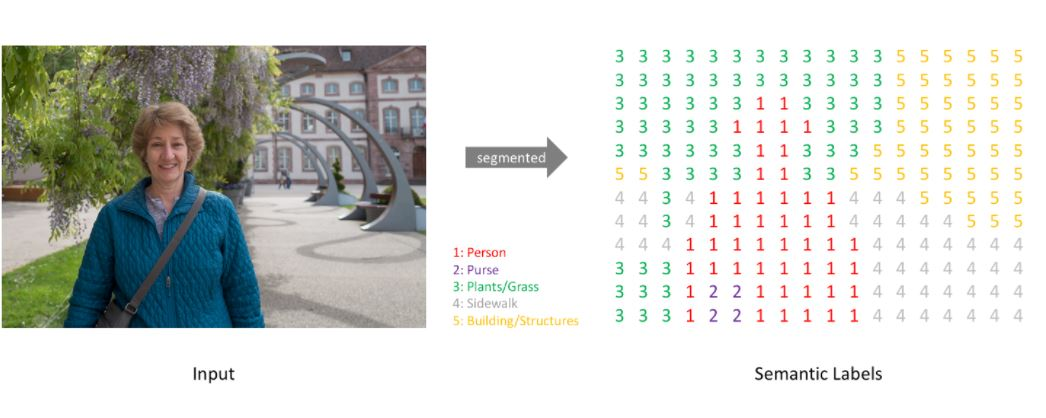 segmented
1: Person
2: Purse
3: Plants/Grass
4: Sidewalk
5: Building/Structures
3 3 3 3 3 3 3 3 3 3 3 3 5 5 5 5 5 5
3 3 3 3 3 3 3 3 3 3 3 3 5 5 5 5 5 5
3 3 3 3 3 3 1 1 3 3 3 3 5 5 5 5 5 5
3 3 3 3 3 1 1 1 1 3 3 3 5 5 5 5 5 5
3 3 3 3 3 3 1 1 3 3 3 5 5 5 5 5 5 5
5 5 3 3 3 3 1 1 3 3 5 5 5 5 5 5 5 5
4 4 3 4 1 1 1 1 1 1 4 4 4 5 5 5 5 5
4 4 3 4 1 1 1 1 1 1 4 4 4 4 4 5 5 5
4 4 4 1 1 1 1 1 1 1 1 4 4 4 4 4 4 4
3 3 3 1 1 1 1 1 1 1 1 4 4 4 4 4 4 4
3 3 3 1 2 2 1 1 1 1 1 4 4 4 4 4 4 4
3 3 3 1 2 2 1 1 1 1 1 4 4 4 4 4 4 4
Input
Semantic Labels